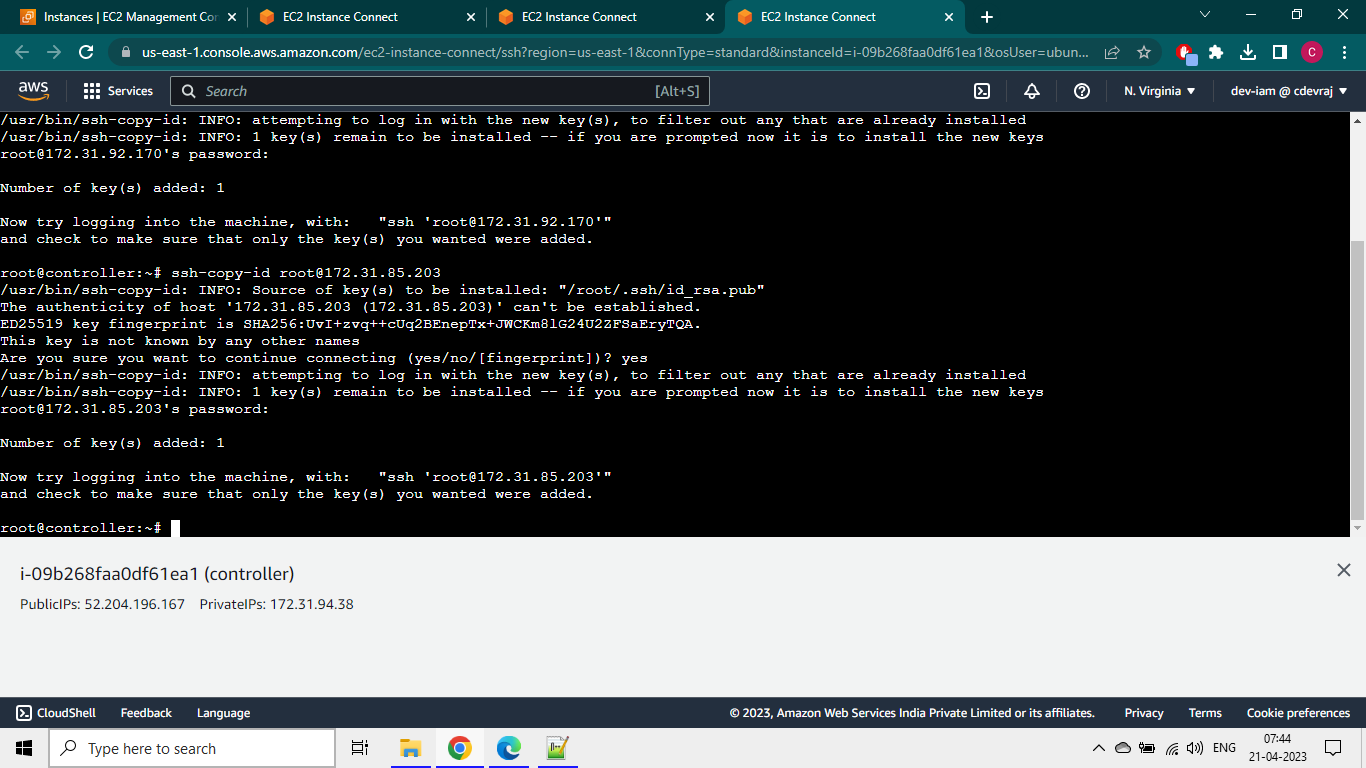 Instances | EC2 Management Con
EC2 Instance Connect
EC2 Instance Connect
EC2 Instance Connect
us-east-1.console.aws.amazon.com/ec2-instance-connect/ssh?region=us-east-1&connType=standard&instanceId=i-09b268faa0df61ea1&osUser=ubun...
C
aws
Services
Search
[Alt+S]
N. Virginia
dev-iam @ cdevraj
/usr/bin/ssh-copy-id: INFO: attempting to log in with the new key(s), to filter out any that are already installed
/usr/bin/ssh-copy-id: INFO: 1 key(s) remain to be installed -- if you are prompted now it is to install the new keys
root@172.31.92.170's password:
Number of key(s) added: 1
Now try logging into the machine, with:   "ssh 'root@172.31.92.170'"
and check to make sure that only the key(s) you wanted were added.
root@controller:~# ssh-copy-id root@172.31.85.203
/usr/bin/ssh-copy-id: INFO: Source of key(s) to be installed: "/root/.ssh/id_rsa.pub"
The authenticity of host '172.31.85.203 (172.31.85.203)' can't be established.
ED25519 key fingerprint is SHA256:UvI+zvq++cUq2BEnepTx+JWCKm8lG24U2ZFSaEryTQA.
This key is not known by any other names
Are you sure you want to continue connecting (yes/no/[fingerprint])? yes
/usr/bin/ssh-copy-id: INFO: attempting to log in with the new key(s), to filter out any that are already installed
/usr/bin/ssh-copy-id: INFO: 1 key(s) remain to be installed -- if you are prompted now it is to install the new keys
root@172.31.85.203's password:
Number of key(s) added: 1
Now try logging into the machine, with:   "ssh 'root@172.31.85.203'"
and check to make sure that only the key(s) you wanted were added.
root@controller:~#
i-09b268faa0df61ea1 (controller)
PublicIPs: 52.204.196.167    PrivateIPs: 172.31.94.38
CloudShell
Feedback
Language
© 2023, Amazon Web Services India Private Limited or its affiliates.
Privacy
Terms
Cookie preferences
Type here to search
ENG
07:44
21-04-2023